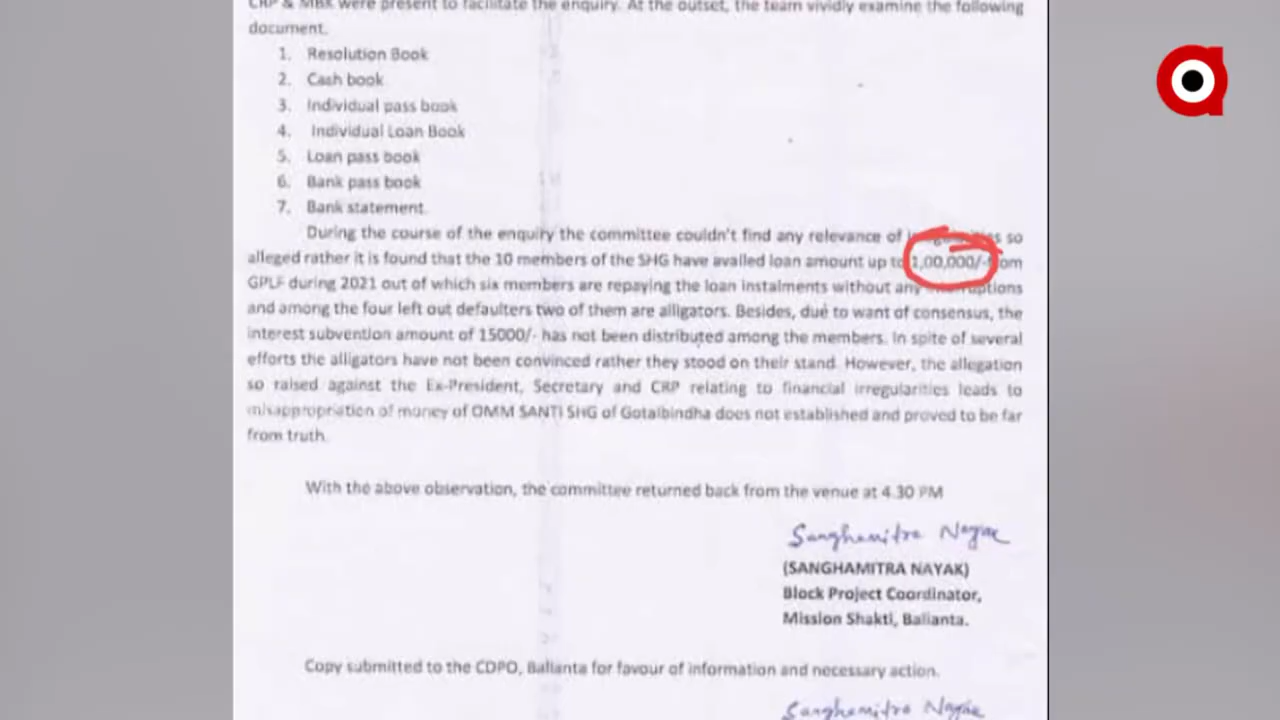 CRP & MBK were present to facilitate the enquiry. At the outset, the team vividly examine the following
document.
1. Resolution Book
2. Cash book
3. Individual pass book
4. Individual Loan Book
5. Loan pass book
6. Bank pass book
7. Bank statement.
During the course of the enquiry the committee couldn't find any relevance of so
alleged rather it is found that the 10 members of the SHG have availed loan amount up to 1,00,000/- from
GPLF during 2021 out of which six members are repaying the loan instalments without any
and among the four left out defaulters two of them are alligators. Besides, due to want of consensus, the
interest subvention amount of 15000/- has not been distributed among the members. In spite of several
efforts the alligators have not been convinced rather they stood on their stand. However, the allegation
so raised against the Ex-President, Secretary and CRP relating to financial irregularities leads to
misappropriation of money of OMM SANTI SHG of Gotalbindha does not established and proved to be far
from truth.
With the above observation, the committee returned back from the venue at 4.30 PM
Sanghamitra Nayak
(SANGHAMITRA NAYAK)
Block Project Coordinator,
Mission Shakti, Balianta.
Copy submitted to the CDPO, Balianta for favour of information and necessary action.
Sanghamitra Nayak